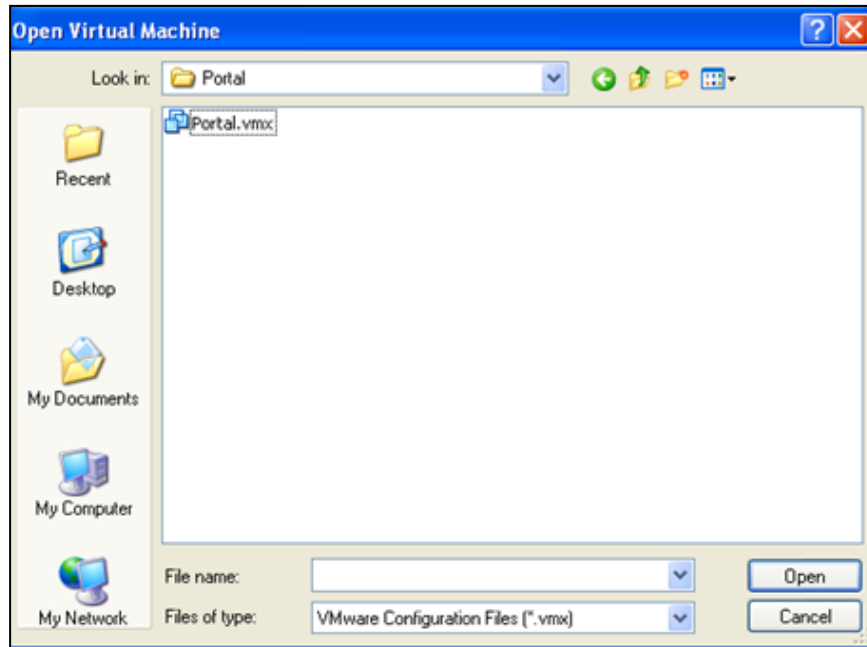 Open Virtual Machine
Look in: Portal
Portal.vmx
Recent
Desktop
My Documents
My Computer
My Network
File name:
Open
Files of type: VMware Configuration Files (*.vmx)
Cancel